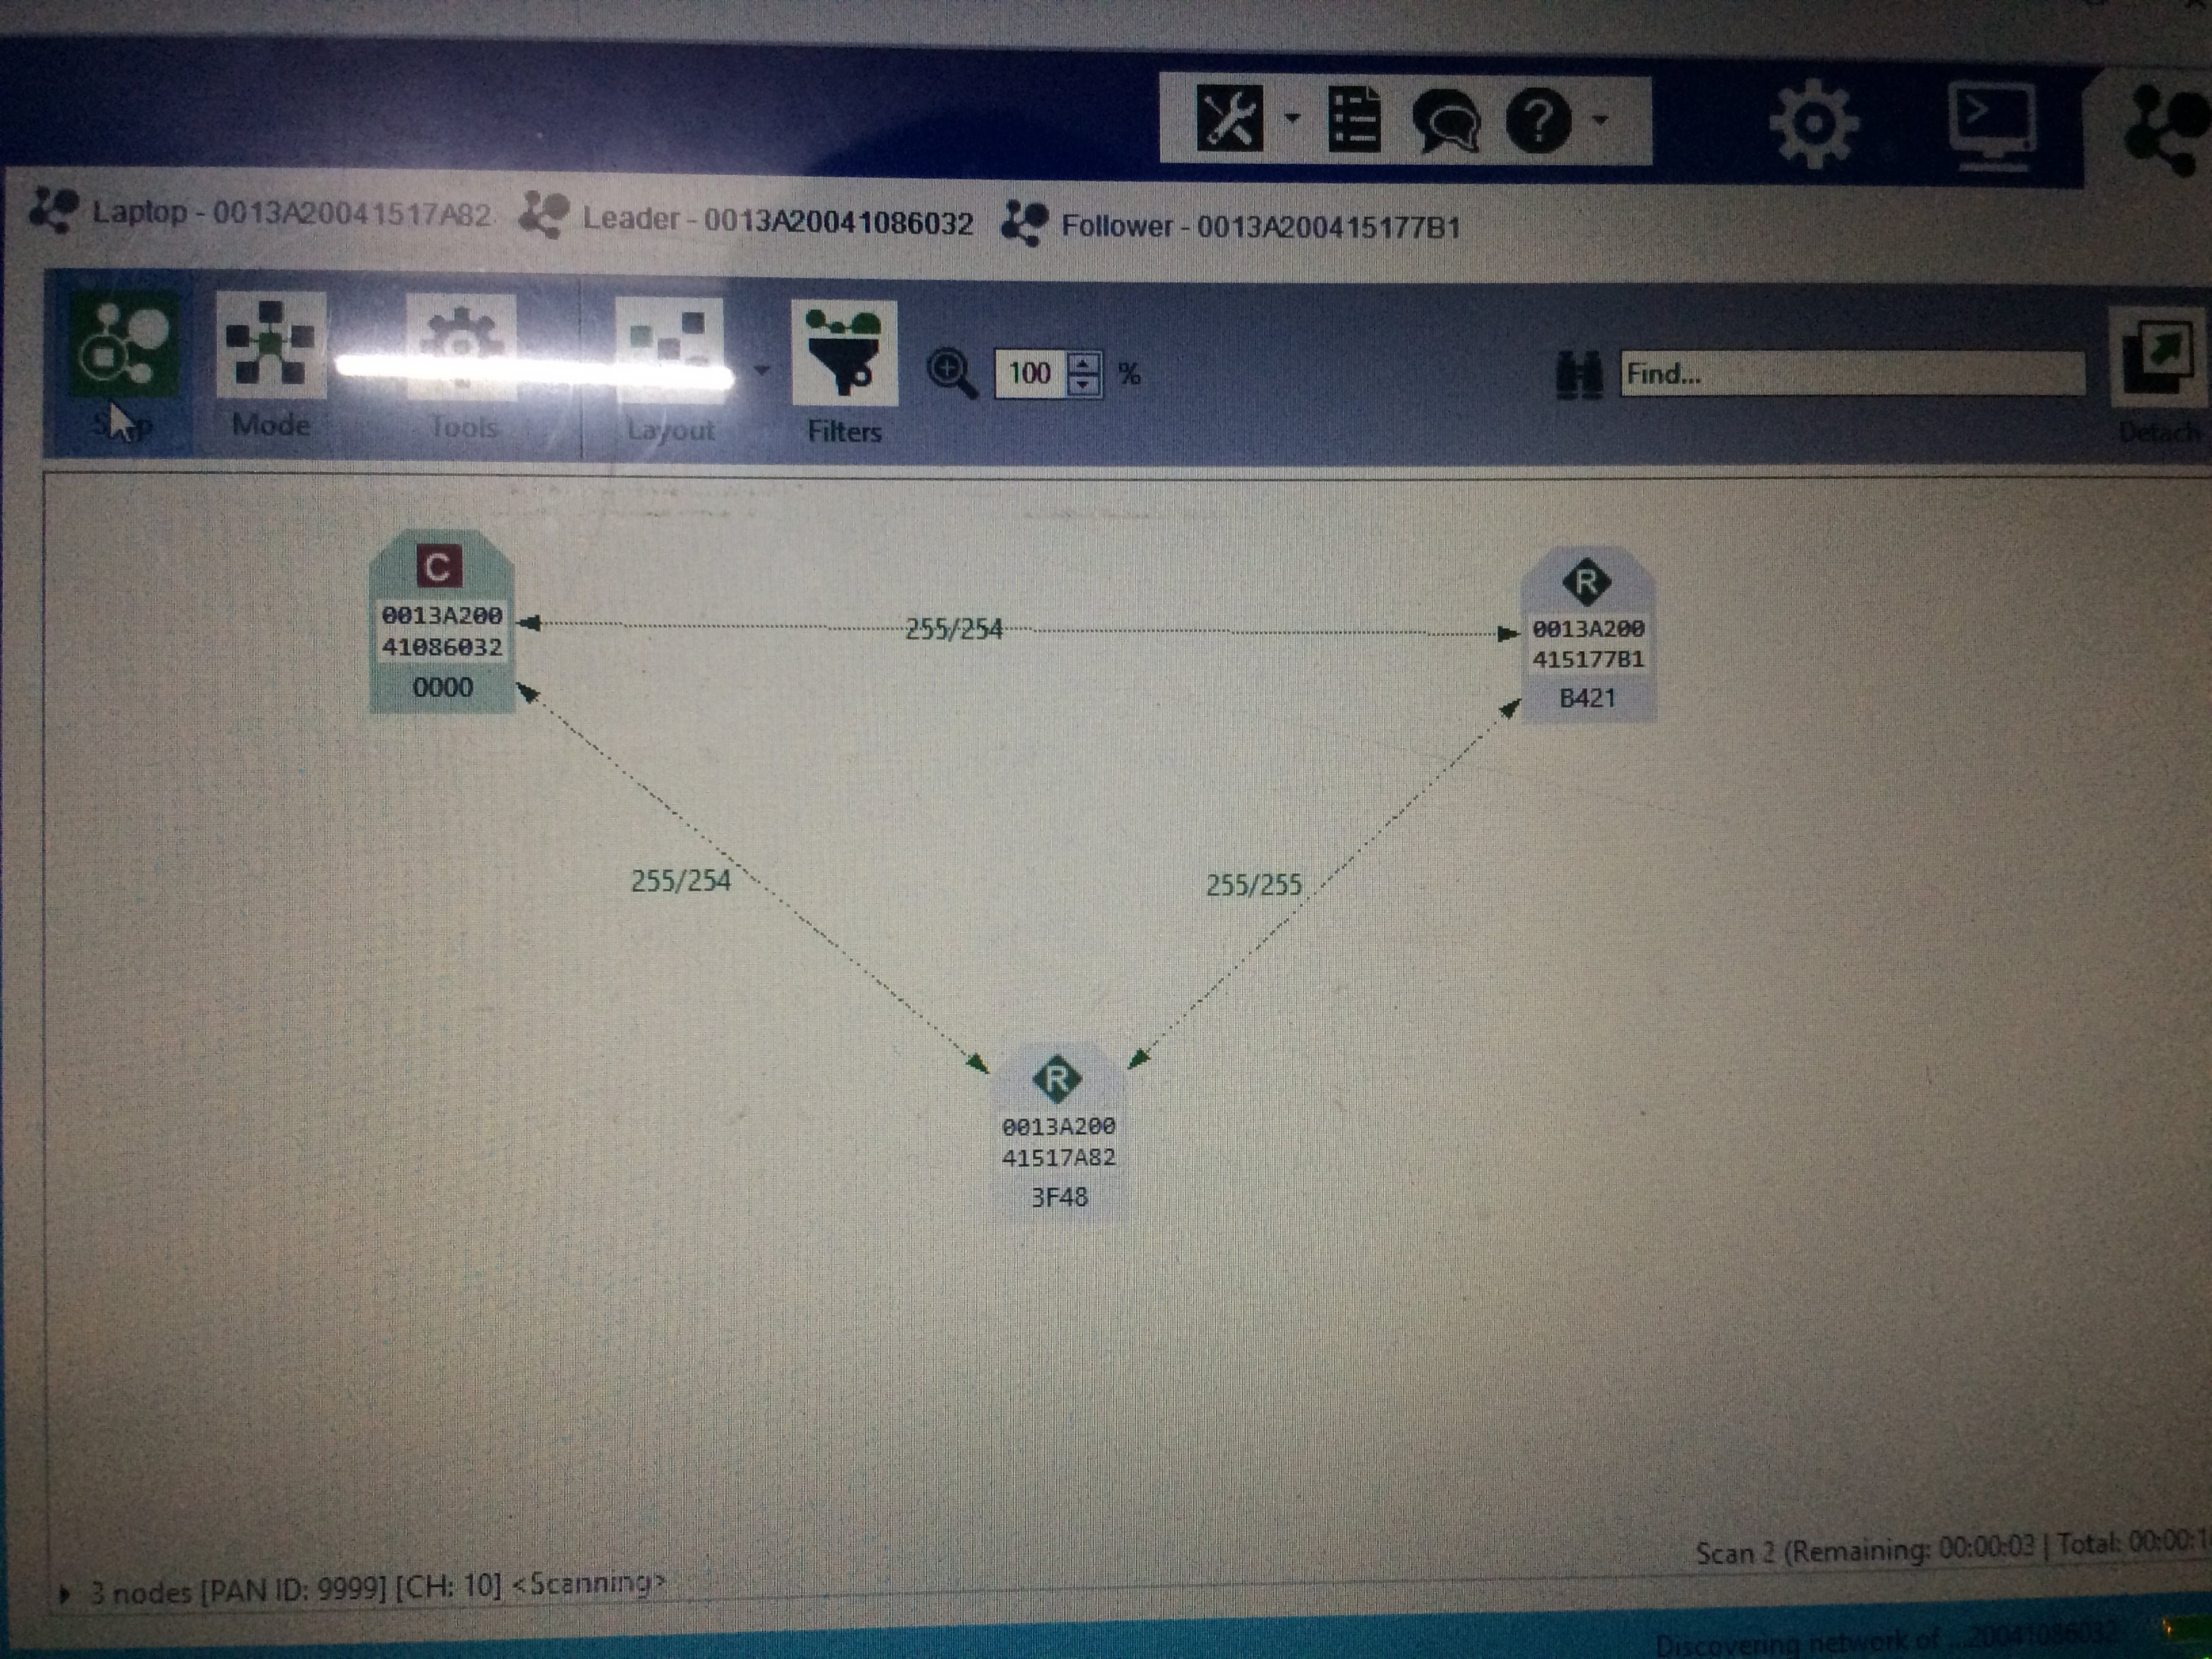 Laptop - 0013A20041517A82 Leader - 0013A20041086032 Follower - 0013A200415177B1
Mode Tools Layout Filters 100 % Find... Detach
C
0013A200
41086032
0000
255/254
R
0013A200
415177B1
B421
255/254
255/255
R
0013A200
41517A82
3F48
Scan 2 (Remaining: 00:00:03 | Total: 00:00:1
3 nodes [PAN ID: 9999] [CH: 10] <Scanning>
Discovering network of ...20041086032